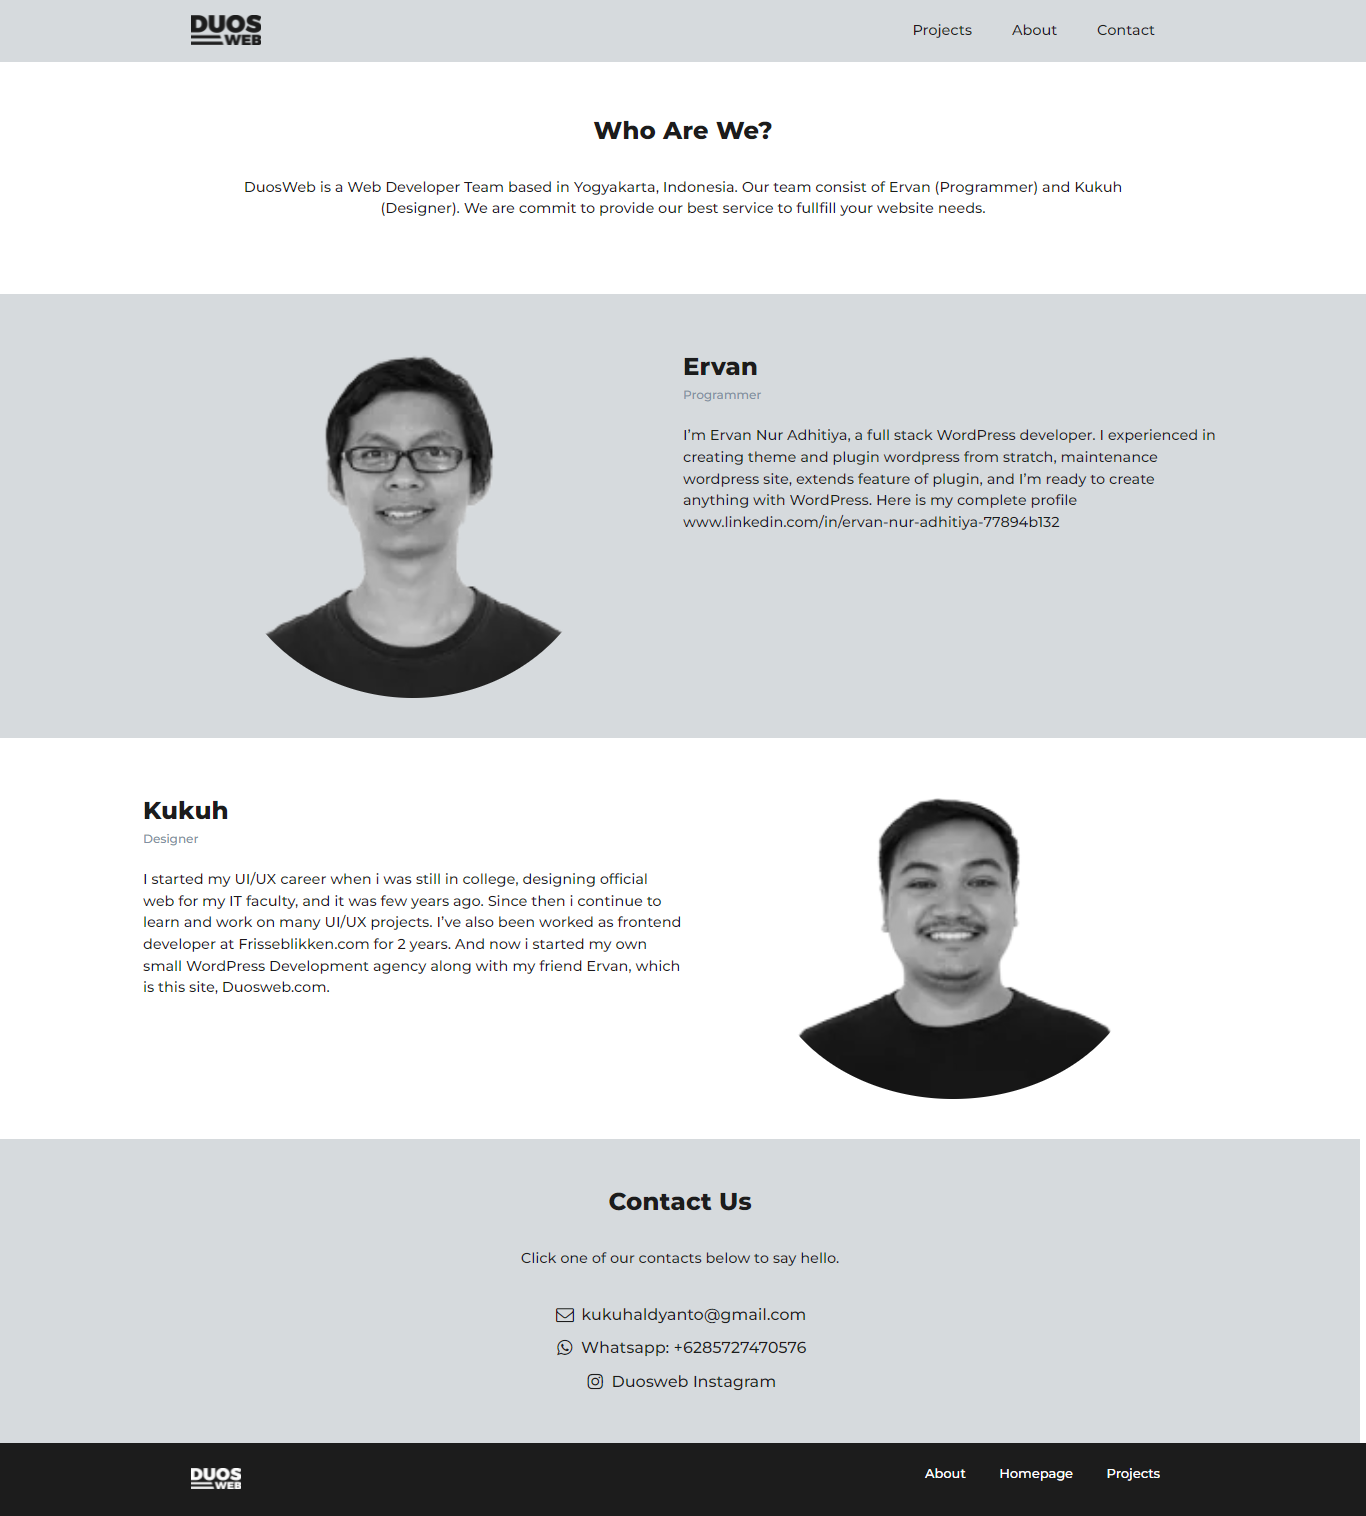 DUOS
WEB
Projects
About
Contact
Who Are We?
DuosWeb is a Web Developer Team based in Yogyakarta, Indonesia. Our team consist of Ervan (Programmer) and Kukuh
(Designer). We are commit to provide our best service to fullfill your website needs.
Ervan
Programmer
I’m Ervan Nur Adhitiya, a full stack WordPress developer. I experienced in
creating theme and plugin wordpress from stratch, maintenance
wordpress site, extends feature of plugin, and I’m ready to create
anything with WordPress. Here is my complete profile
www.linkedin.com/in/ervan-nur-adhitiya-77894b132
Kukuh
Designer
I started my UI/UX career when i was still in college, designing official
web for my IT faculty, and it was few years ago. Since then i continue to
learn and work on many UI/UX projects. I’ve also been worked as frontend
developer at Frisseblikken.com for 2 years. And now i started my own
small WordPress Development agency along with my friend Ervan, which
is this site, Duosweb.com.
Contact Us
Click one of our contacts below to say hello.
kukuhaldyanto@gmail.com
Whatsapp: +6285727470576
Duosweb Instagram
DUOS
WEB
About
Homepage
Projects